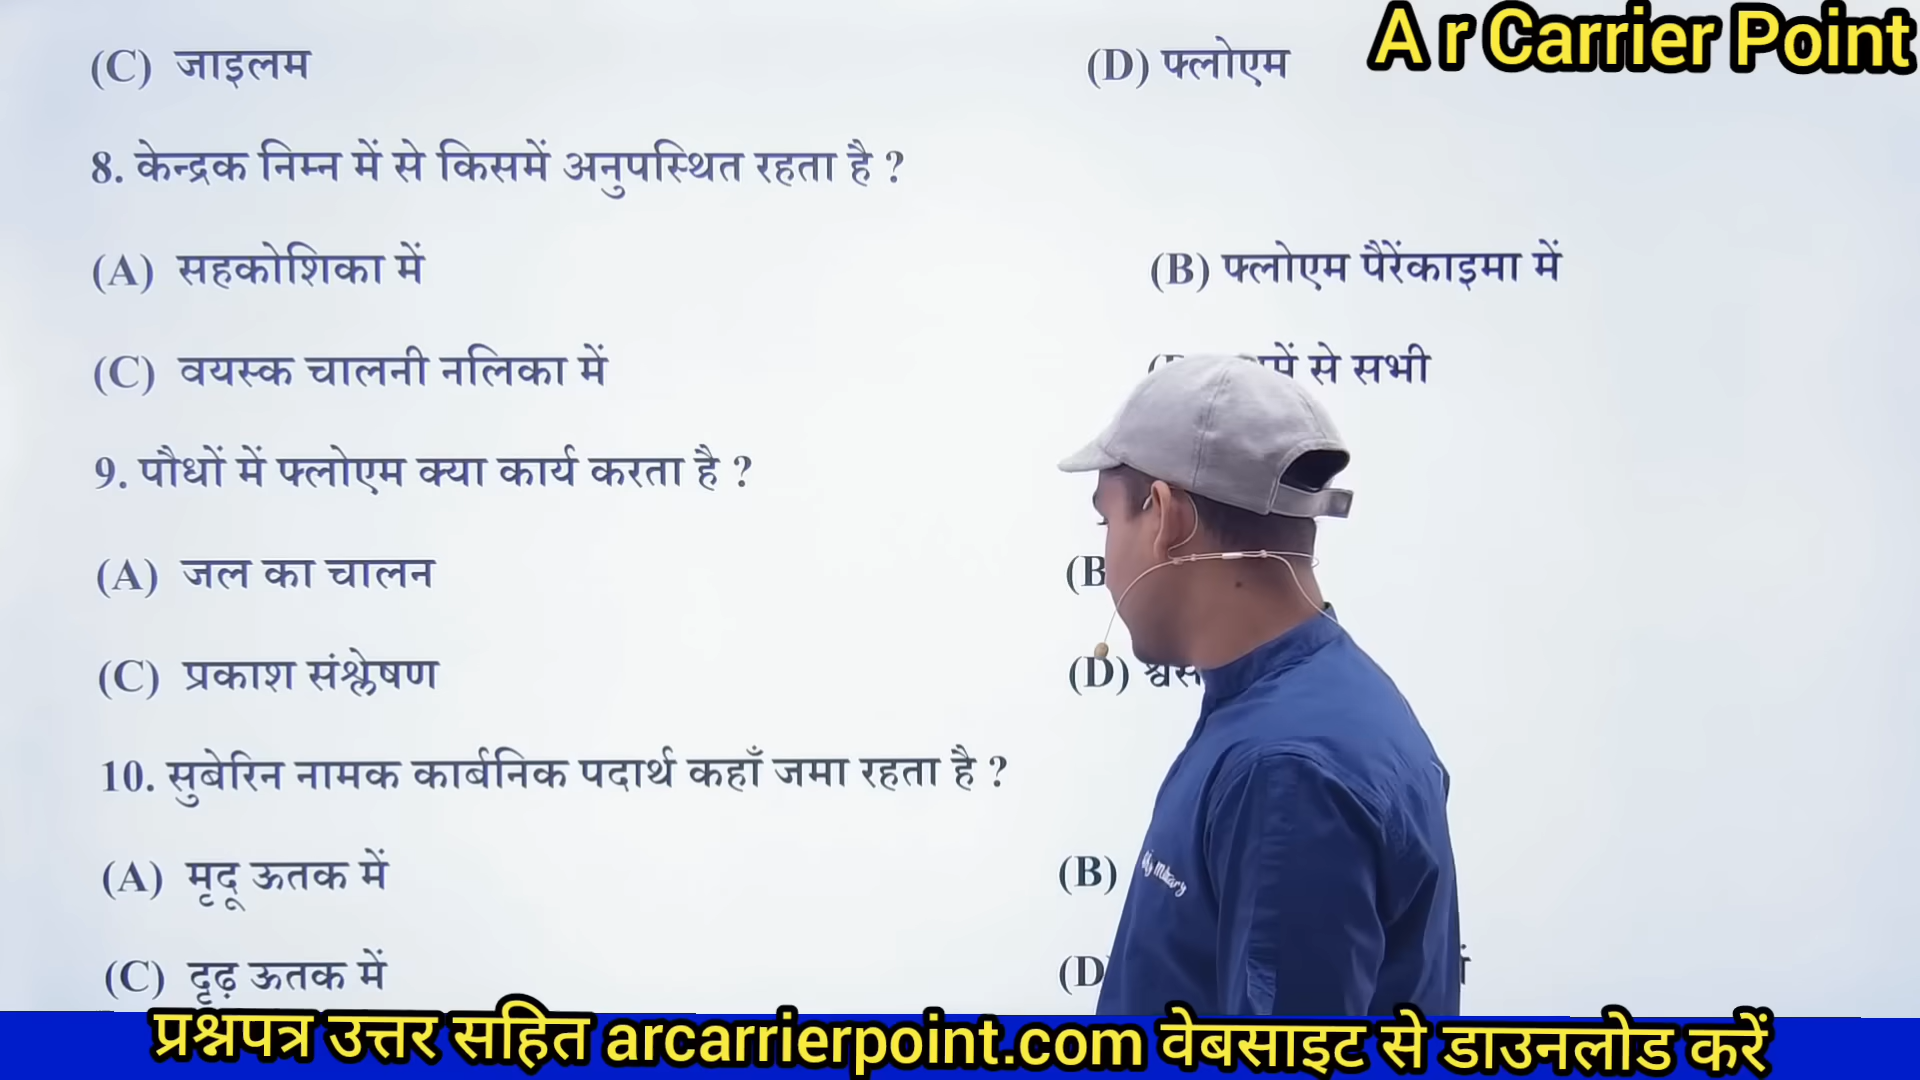 A r Carrier Point
(C) जाइलम (D) फ्लोएम
8. केन्द्रक निम्न में से किसमें अनुपस्थित रहता है ?
(A) सहकोशिका में (B) फ्लोएम पैरेंकाइमा में
(C) वयस्क चालनी नलिका में से सभी
9. पौधों में फ्लोएम क्या कार्य करता है ?
(A) जल का चालन (B
(C) प्रकाश संश्लेषण (D)
10. सुबेरिन नामक कार्बनिक पदार्थ कहाँ जमा रहता है ?
(A) मृदू ऊतक में (B)
(C) दृढ़ ऊतक में (D
प्रश्नपत्र उत्तर सहित arcarrierpoint.com वेबसाइट से डाउनलोड करें